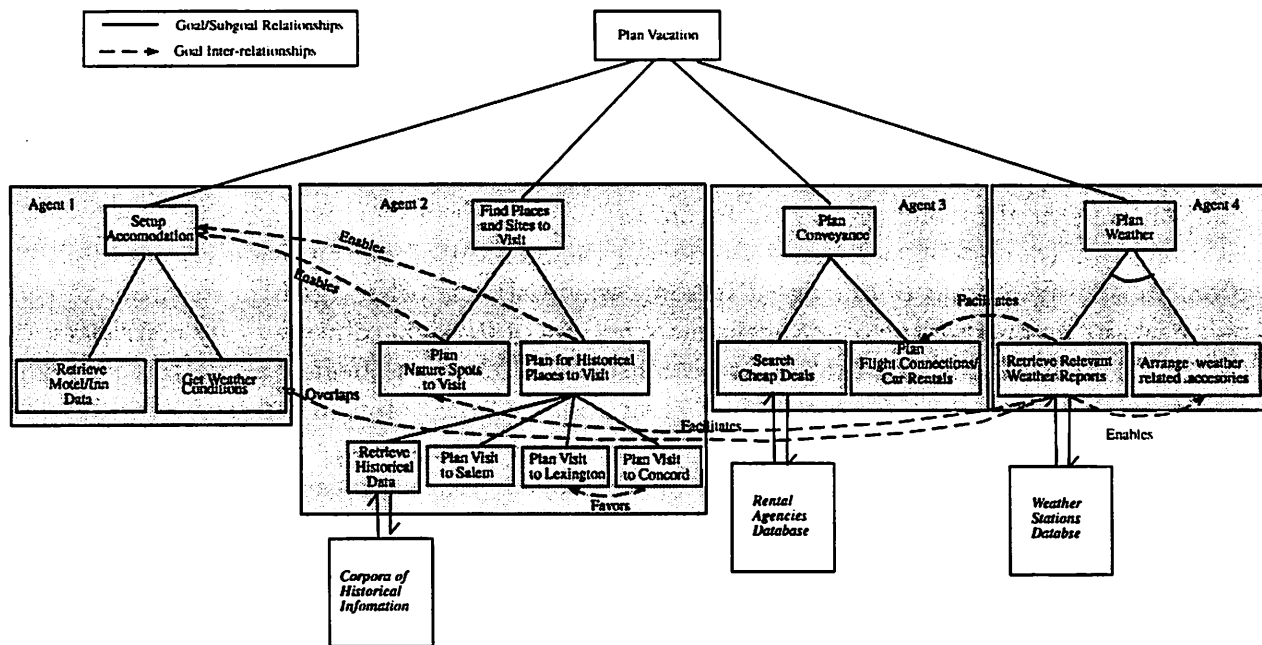 Goal/Subgoal Relationships
Goal Inter-relationships
Plan Vacation
Agent 1
Setup
Accomodation
Retrieve
Motel/Inn
Data
Get Weather
Conditions
Enables
Enables
Overlaps
Agent 2
Find Places
and Sites to
Visit
Plan
Nature Spots
to Visit
Plan for Historical
Places to Visit
Retrieve
Historical
Data
Plan Visit
to Salem
Plan Visit
to Lexington
Plan Visit
to Concord
Favors
Facilitates
Corpora of
Historical
Infomation
Agent 3
Plan
Conveyance
Search
Cheap Deals
Plan
Flight Connections/
Car Rentals
Facilitates
Rental
Agencies
Database
Agent 4
Plan
Weather
Retrieve Relevant
Weather Reports
Arrange weather
related accesories
Enables
Weather
Stations
Databse